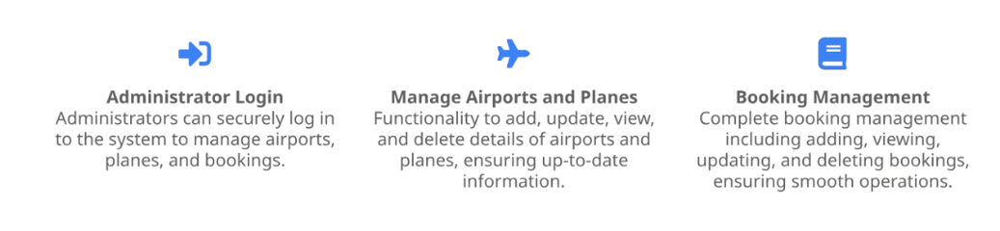 Administrator Login
Administrators can securely log in
to the system to manage airports,
planes, and bookings.
Manage Airports and Planes
Functionality to add, update, view,
and delete details of airports and
planes, ensuring up-to-date
information.
Booking Management
Complete booking management
including adding, viewing,
updating, and deleting bookings,
ensuring smooth operations.